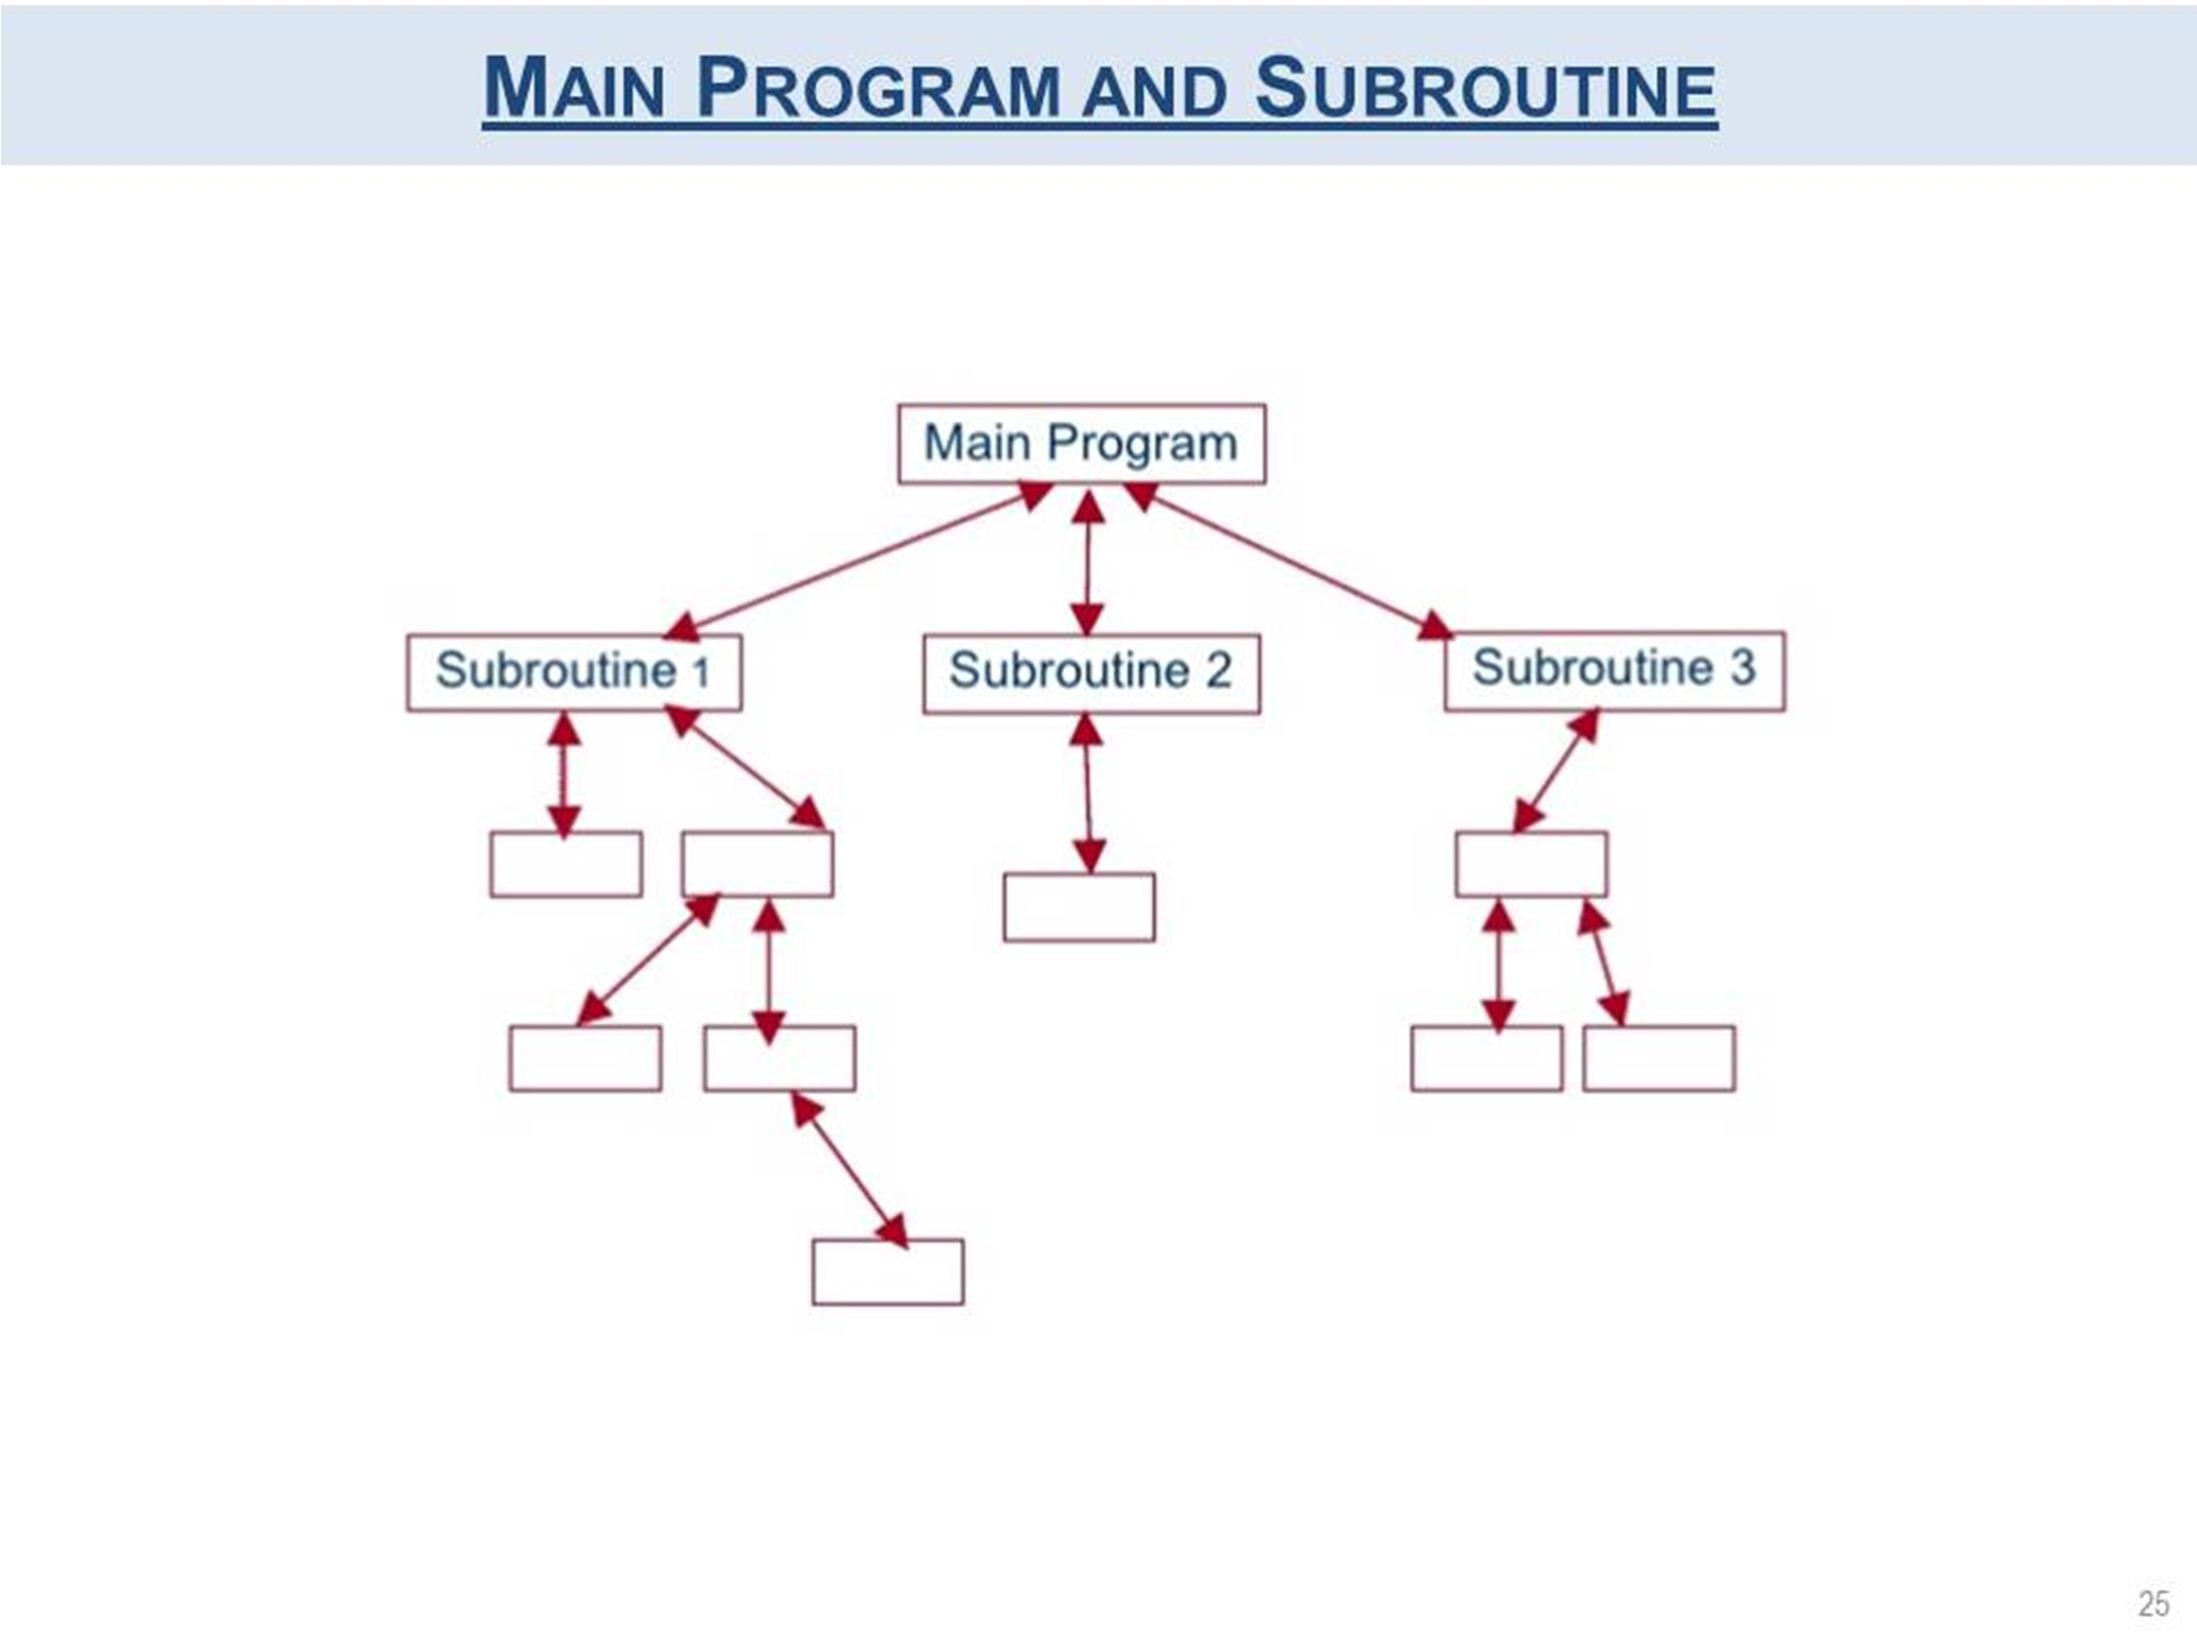 MAIN PROGRAM AND SUBROUTINE
Main Program
Subroutine 1
Subroutine 2
Subroutine 3
25